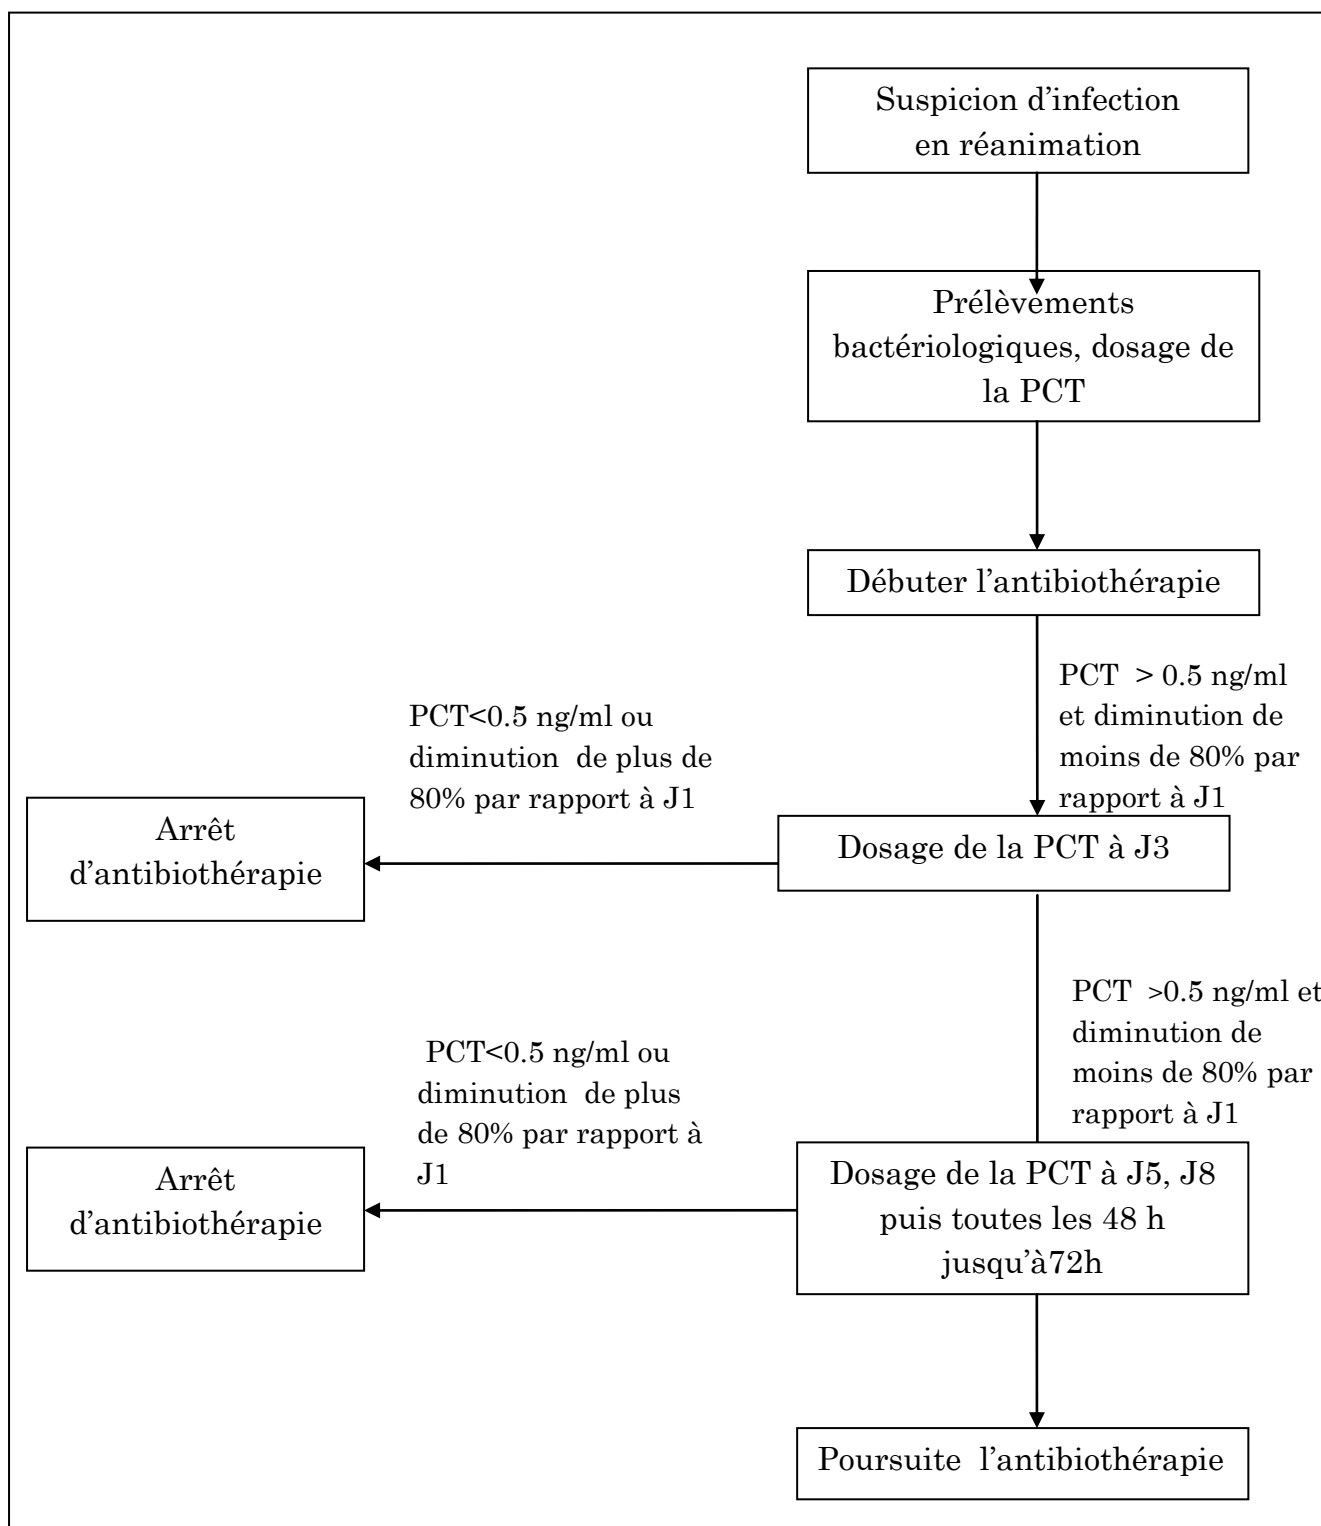 Suspicion d'infection
en réanimation
Prélèvements
bactériologiques, dosage de
la PCT
Débuter l'antibiothérapie
PCT > 0.5 ng/ml
et diminution de
moins de 80% par
rapport à J1
PCT<0.5 ng/ml ou
diminution de plus de
80% par rapport à J1
Arrêt
d'antibiothérapie
Dosage de la PCT à J3
PCT >0.5 ng/ml et
diminution de
moins de 80% par
rapport à J1
PCT<0.5 ng/ml ou
diminution de plus
de 80% par rapport à
J1
Arrêt
d'antibiothérapie
Dosage de la PCT à J5, J8
puis toutes les 48 h
jusqu'à72h
Poursuite l'antibiothérapie